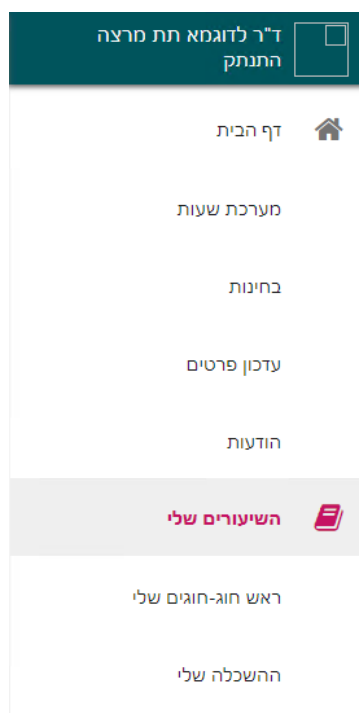 ד"ר לדוגמא תת מרצה
התנתק
דף הבית
מערכת שעות
בחינות
עדכון פרטים
הודעות
השיעורים שלי
ראש חוג-חוגים שלי
ההשכלה שלי